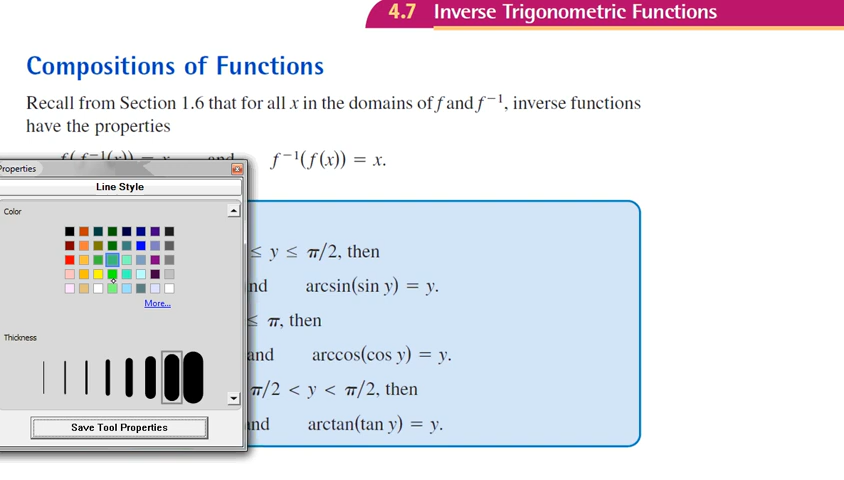 4.7 Inverse Trigonometric Functions
Compositions of Functions
Recall from Section 1.6 that for all x in the domains of f and f⁻¹, inverse functions
have the properties
f(f⁻¹(x)) = x and f⁻¹(f(x)) = x.
Properties
Line Style
Color
More...
Thickness
Save Tool Properties
≤ y ≤ π/2, then
nd arcsin(sin y) = y.
≤ π, then
and arccos(cos y) = y.
π/2 < y < π/2, then
nd arctan(tan y) = y.